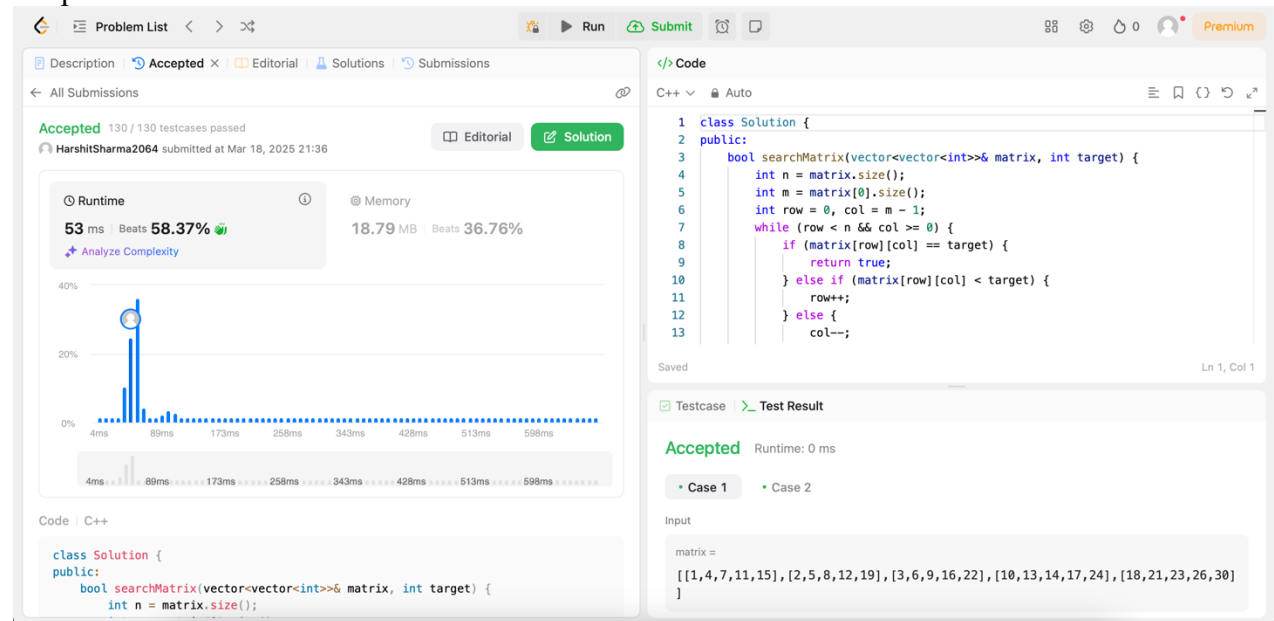 Problem List
Run
Submit
0
Premium
Description
Accepted
Editorial
Solutions
Submissions
All Submissions
Accepted 130 / 130 testcases passed
HarshitSharma2064 submitted at Mar 18, 2025 21:36
Editorial
Solution
Runtime
53 ms Beats 58.37%
Analyze Complexity
Memory
18.79 MB Beats 36.76%
40%
20%
0%
4ms 89ms 173ms 258ms 343ms 428ms 513ms 598ms
4ms 89ms 173ms 258ms 343ms 428ms 513ms 598ms
Code C++
class Solution {
public:
bool searchMatrix(vector<vector<int>>& matrix, int target) {
int n = matrix.size();
</> Code
C++ Auto
1 class Solution {
2 public:
3 bool searchMatrix(vector<vector<int>>& matrix, int target) {
4 int n = matrix.size();
5 int m = matrix[0].size();
6 int row = 0, col = m - 1;
7 while (row < n && col >= 0) {
8 if (matrix[row][col] == target) {
9 return true;
10 } else if (matrix[row][col] < target) {
11 row++;
12 } else {
13 col--;
Saved
Ln 1, Col 1
Testcase
>_ Test Result
Accepted Runtime: 0 ms
• Case 1 • Case 2
Input
matrix =
[[1,4,7,11,15],[2,5,8,12,19],[3,6,9,16,22],[10,13,14,17,24],[18,21,23,26,30]
]